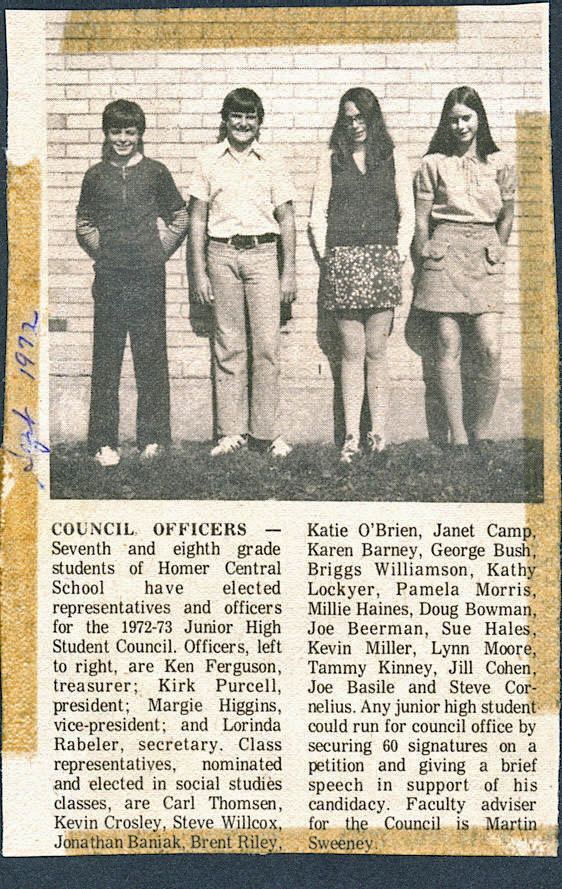 Sept 1972
COUNCIL OFFICERS —
Seventh and eighth grade
students of Homer Central
School have elected
representatives and officers
for the 1972-73 Junior High
Student Council. Officers, left
to right, are Ken Ferguson,
treasurer; Kirk Purcell,
president; Margie Higgins,
vice-president; and Lorinda
Rabeler, secretary. Class
representatives, nominated
and elected in social studies
classes, are Carl Thomsen,
Kevin Crosley, Steve Willcox,
Jonathan Baniak, Brent Riley,
Katie O'Brien, Janet Camp,
Karen Barney, George Bush,
Briggs Williamson, Kathy
Lockyer, Pamela Morris,
Millie Haines, Doug Bowman,
Joe Beerman, Sue Hales,
Kevin Miller, Lynn Moore,
Tammy Kinney, Jill Cohen,
Joe Basile and Steve Cor-
nelius. Any junior high student
could run for council office by
securing 60 signatures on a
petition and giving a brief
speech in support of his
candidacy. Faculty adviser
for the Council is Martin
Sweeney.